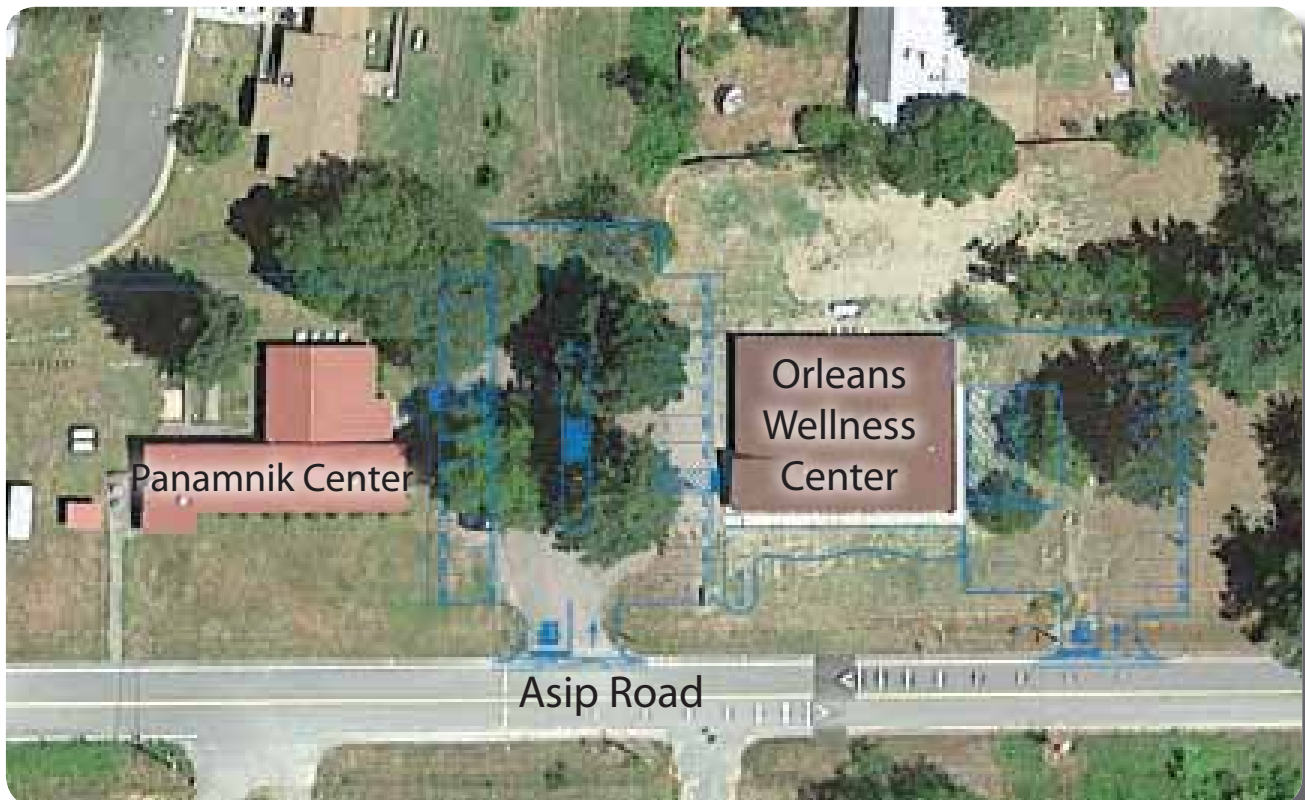 Orleans
Wellness
Center
Panamnik Center
Asip Road